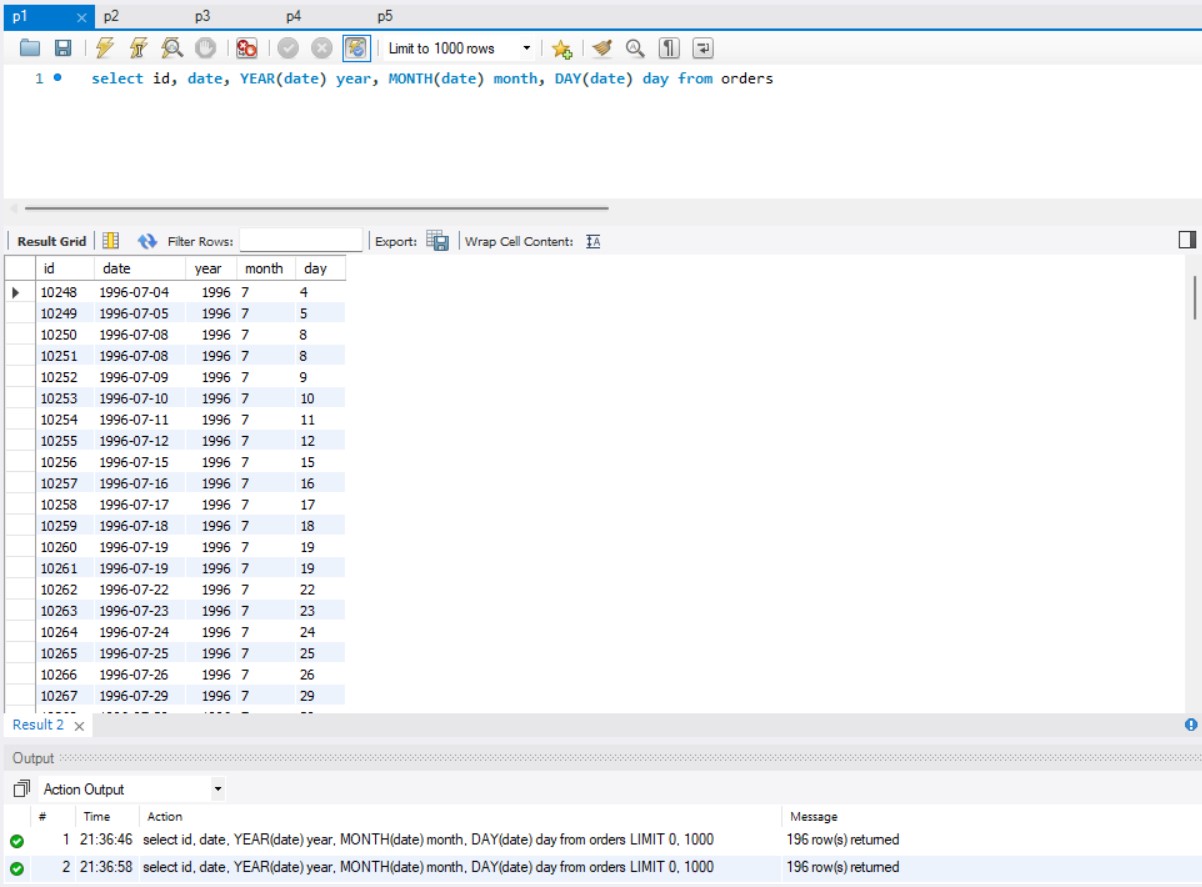 p1 × p2 p3 p4 p5
Limit to 1000 rows
1 select id, date, YEAR(date) year, MONTH(date) month, DAY(date) day from orders
Result Grid Filter Rows: Export: Wrap Cell Content: IA
id date year month day
10248 1996-07-04 1996 7 4
10249 1996-07-05 1996 7 5
10250 1996-07-08 1996 7 8
10251 1996-07-08 1996 7 8
10252 1996-07-09 1996 7 9
10253 1996-07-10 1996 7 10
10254 1996-07-11 1996 7 11
10255 1996-07-12 1996 7 12
10256 1996-07-15 1996 7 15
10257 1996-07-16 1996 7 16
10258 1996-07-17 1996 7 17
10259 1996-07-18 1996 7 18
10260 1996-07-19 1996 7 19
10261 1996-07-19 1996 7 19
10262 1996-07-22 1996 7 22
10263 1996-07-23 1996 7 23
10264 1996-07-24 1996 7 24
10265 1996-07-25 1996 7 25
10266 1996-07-26 1996 7 26
10267 1996-07-29 1996 7 29
Result 2 ×
Output
Action Output
# Time Action Message
1 21:36:46 select id, date, YEAR(date) year, MONTH(date) month, DAY(date) day from orders LIMIT 0, 1000 196 row(s) returned
2 21:36:58 select id, date, YEAR(date) year, MONTH(date) month, DAY(date) day from orders LIMIT 0, 1000 196 row(s) returned